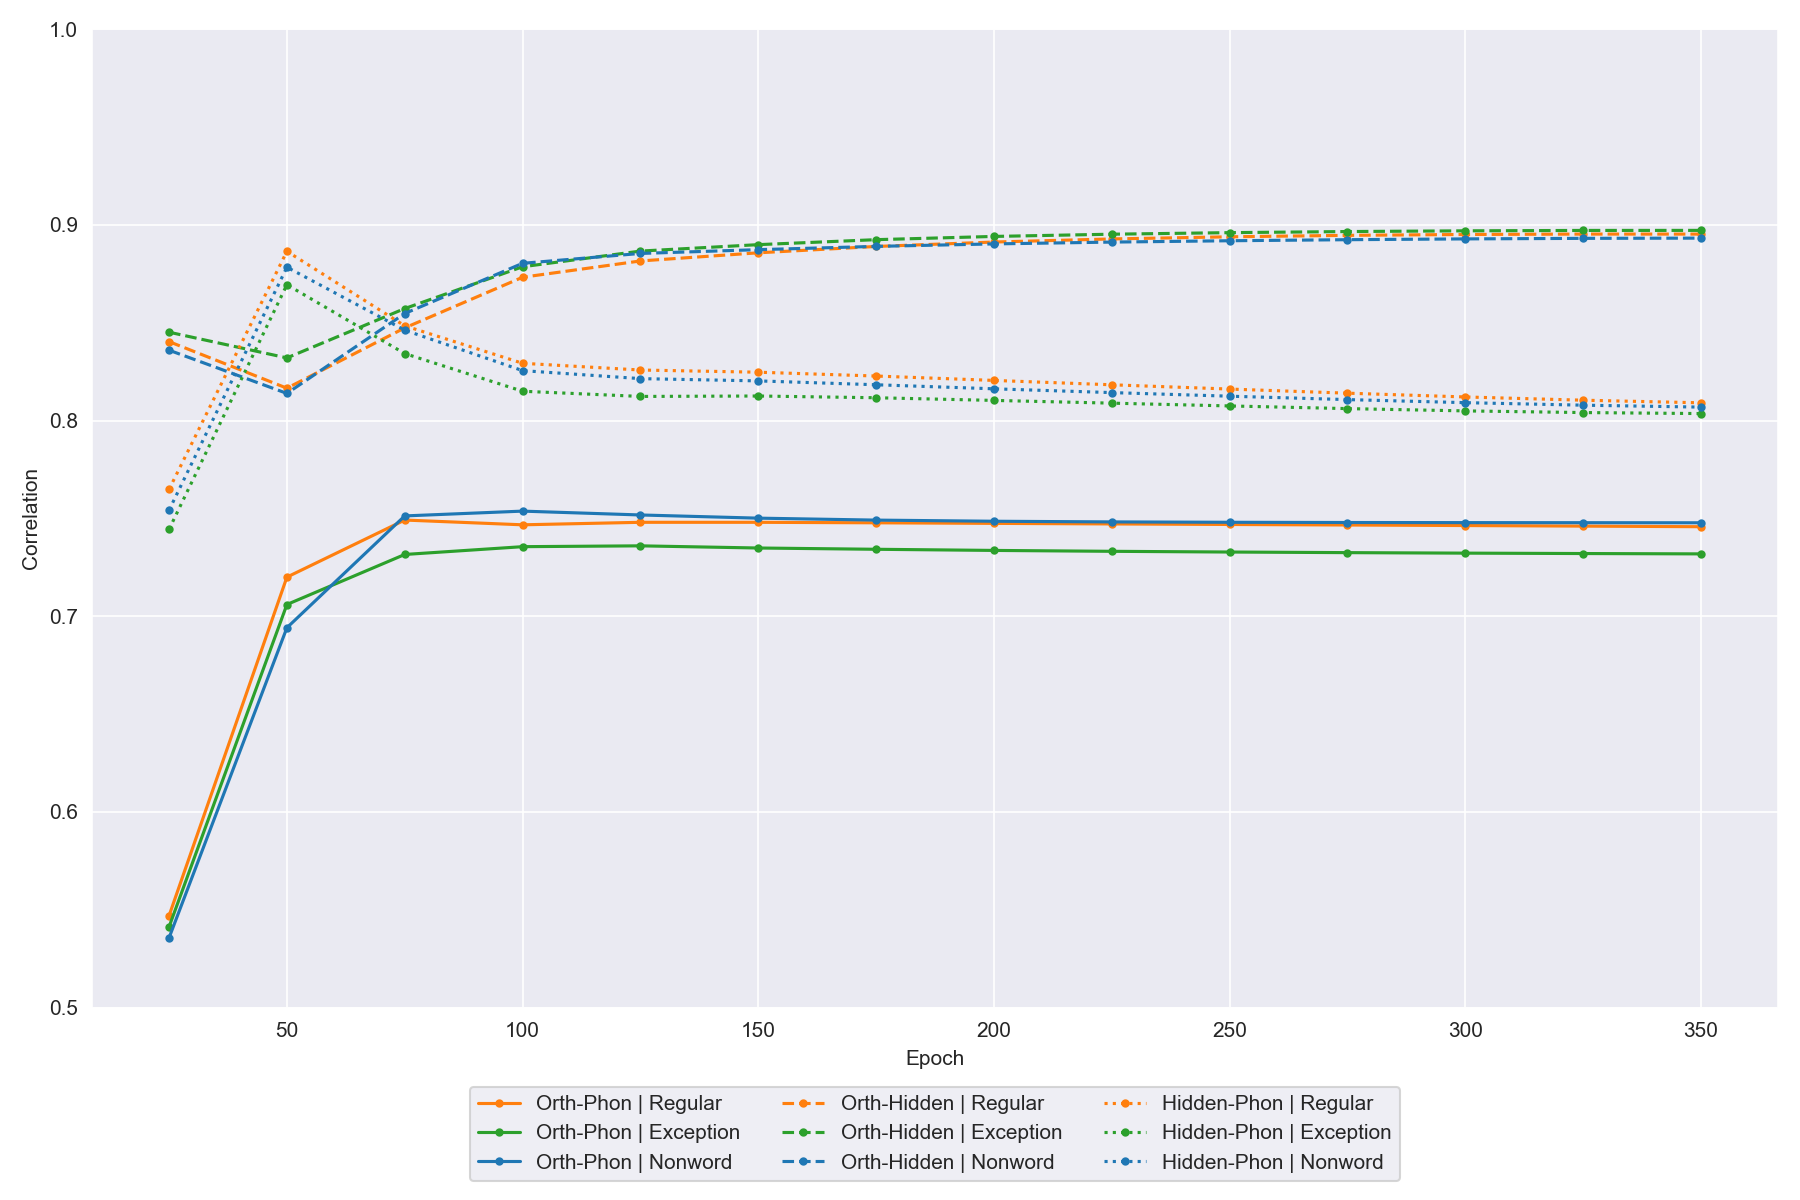 1.0
0.9
0.8
0.7
0.6
0.5
Correlation
50 100 150 200 250 300 350
Epoch
Orth-Phon | Regular Orth-Hidden | Regular Hidden-Phon | Regular
Orth-Phon | Exception Orth-Hidden | Exception Hidden-Phon | Exception
Orth-Phon | Nonword Orth-Hidden | Nonword Hidden-Phon | Nonword